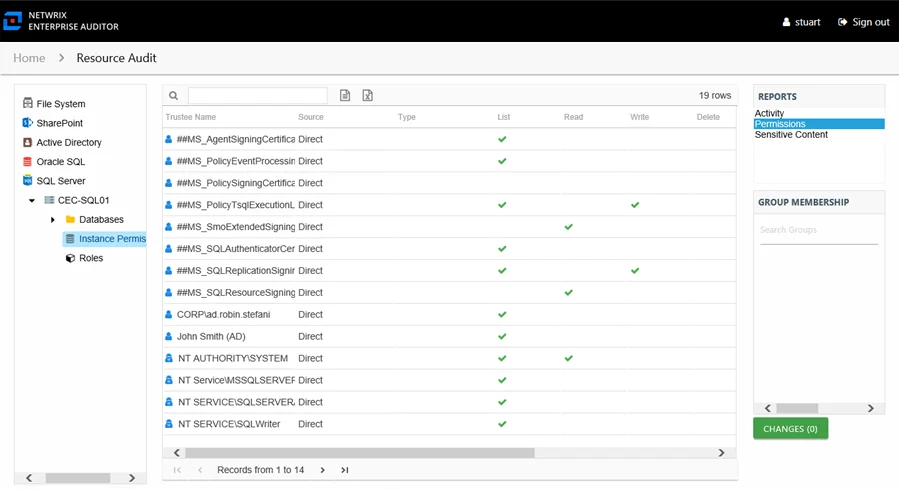 NETWRIX
ENTERPRISE AUDITOR
stuart
Sign out
Home > Resource Audit
File System
SharePoint
Active Directory
Oracle SQL
SQL Server
CEC-SQL01
Databases
Instance Permis
Roles
19 rows
Trustee Name Source Type List Read Write Delete
##MS_AgentSigningCertifica Direct
##MS_PolicyEventProcessin Direct
##MS_PolicySigningCertifica Direct
##MS_PolicyTsqlExecutionL Direct
##MS_SmoExtendedSigning Direct
##MS_SQLAuthenticatorCer Direct
##MS_SQLReplicationSignin Direct
##MS_SQLResourceSigning Direct
CORP\ad.robin.stefani Direct
John Smith (AD) Direct
NT AUTHORITY\SYSTEM Direct
NT Service\MSSQLSERVER Direct
NT SERVICE\SQLSERVERA Direct
NT SERVICE\SQLWriter Direct
Records from 1 to 14
REPORTS
Activity
Permissions
Sensitive Content
GROUP MEMBERSHIP
Search Groups
CHANGES (0)